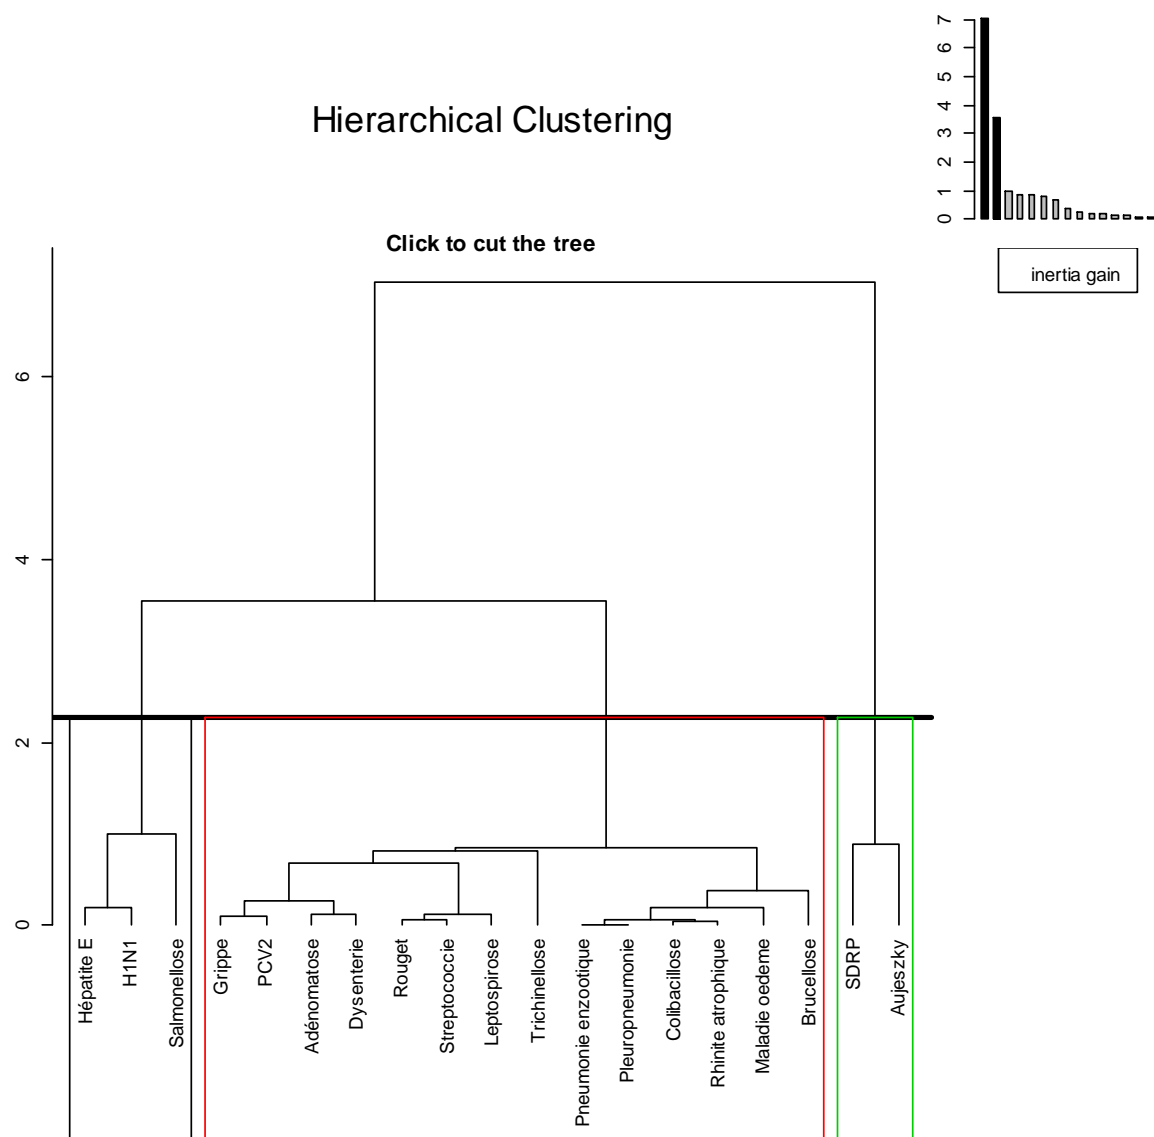 7
6
5
4
3
2
1
0
Hierarchical Clustering
Click to cut the tree
inertia gain
6
4
2
0
Hépatite E
H1N1
Salmonellose
Grippe
PCV2
Adénomatose
Dysenterie
Rouget
Streptococcie
Leptospirose
Trichinellose
Pneumonie enzootique
Pleuropneumonie
Colibacillose
Rhinite atrophique
Maladie oedeme
Brucellose
SDRP
Aujeszky